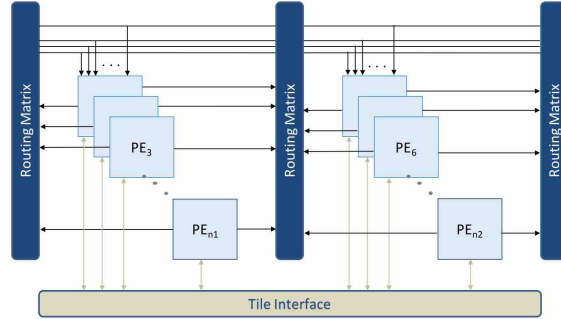 Routing Matrix
. . .
PE3
PEn1
Routing Matrix
. . .
PE6
PEn2
Routing Matrix
Tile Interface